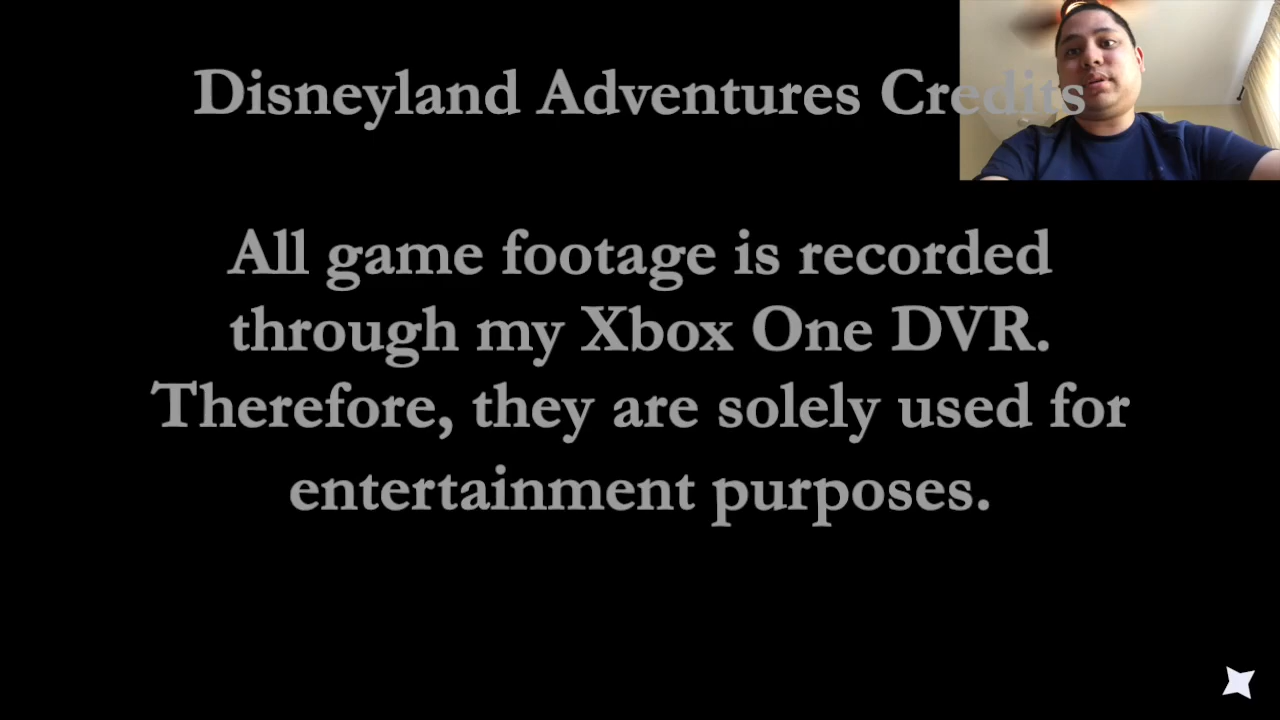 Disneyland Adventures Credits
All game footage is recorded
through my Xbox One DVR.
Therefore, they are solely used for
entertainment purposes.